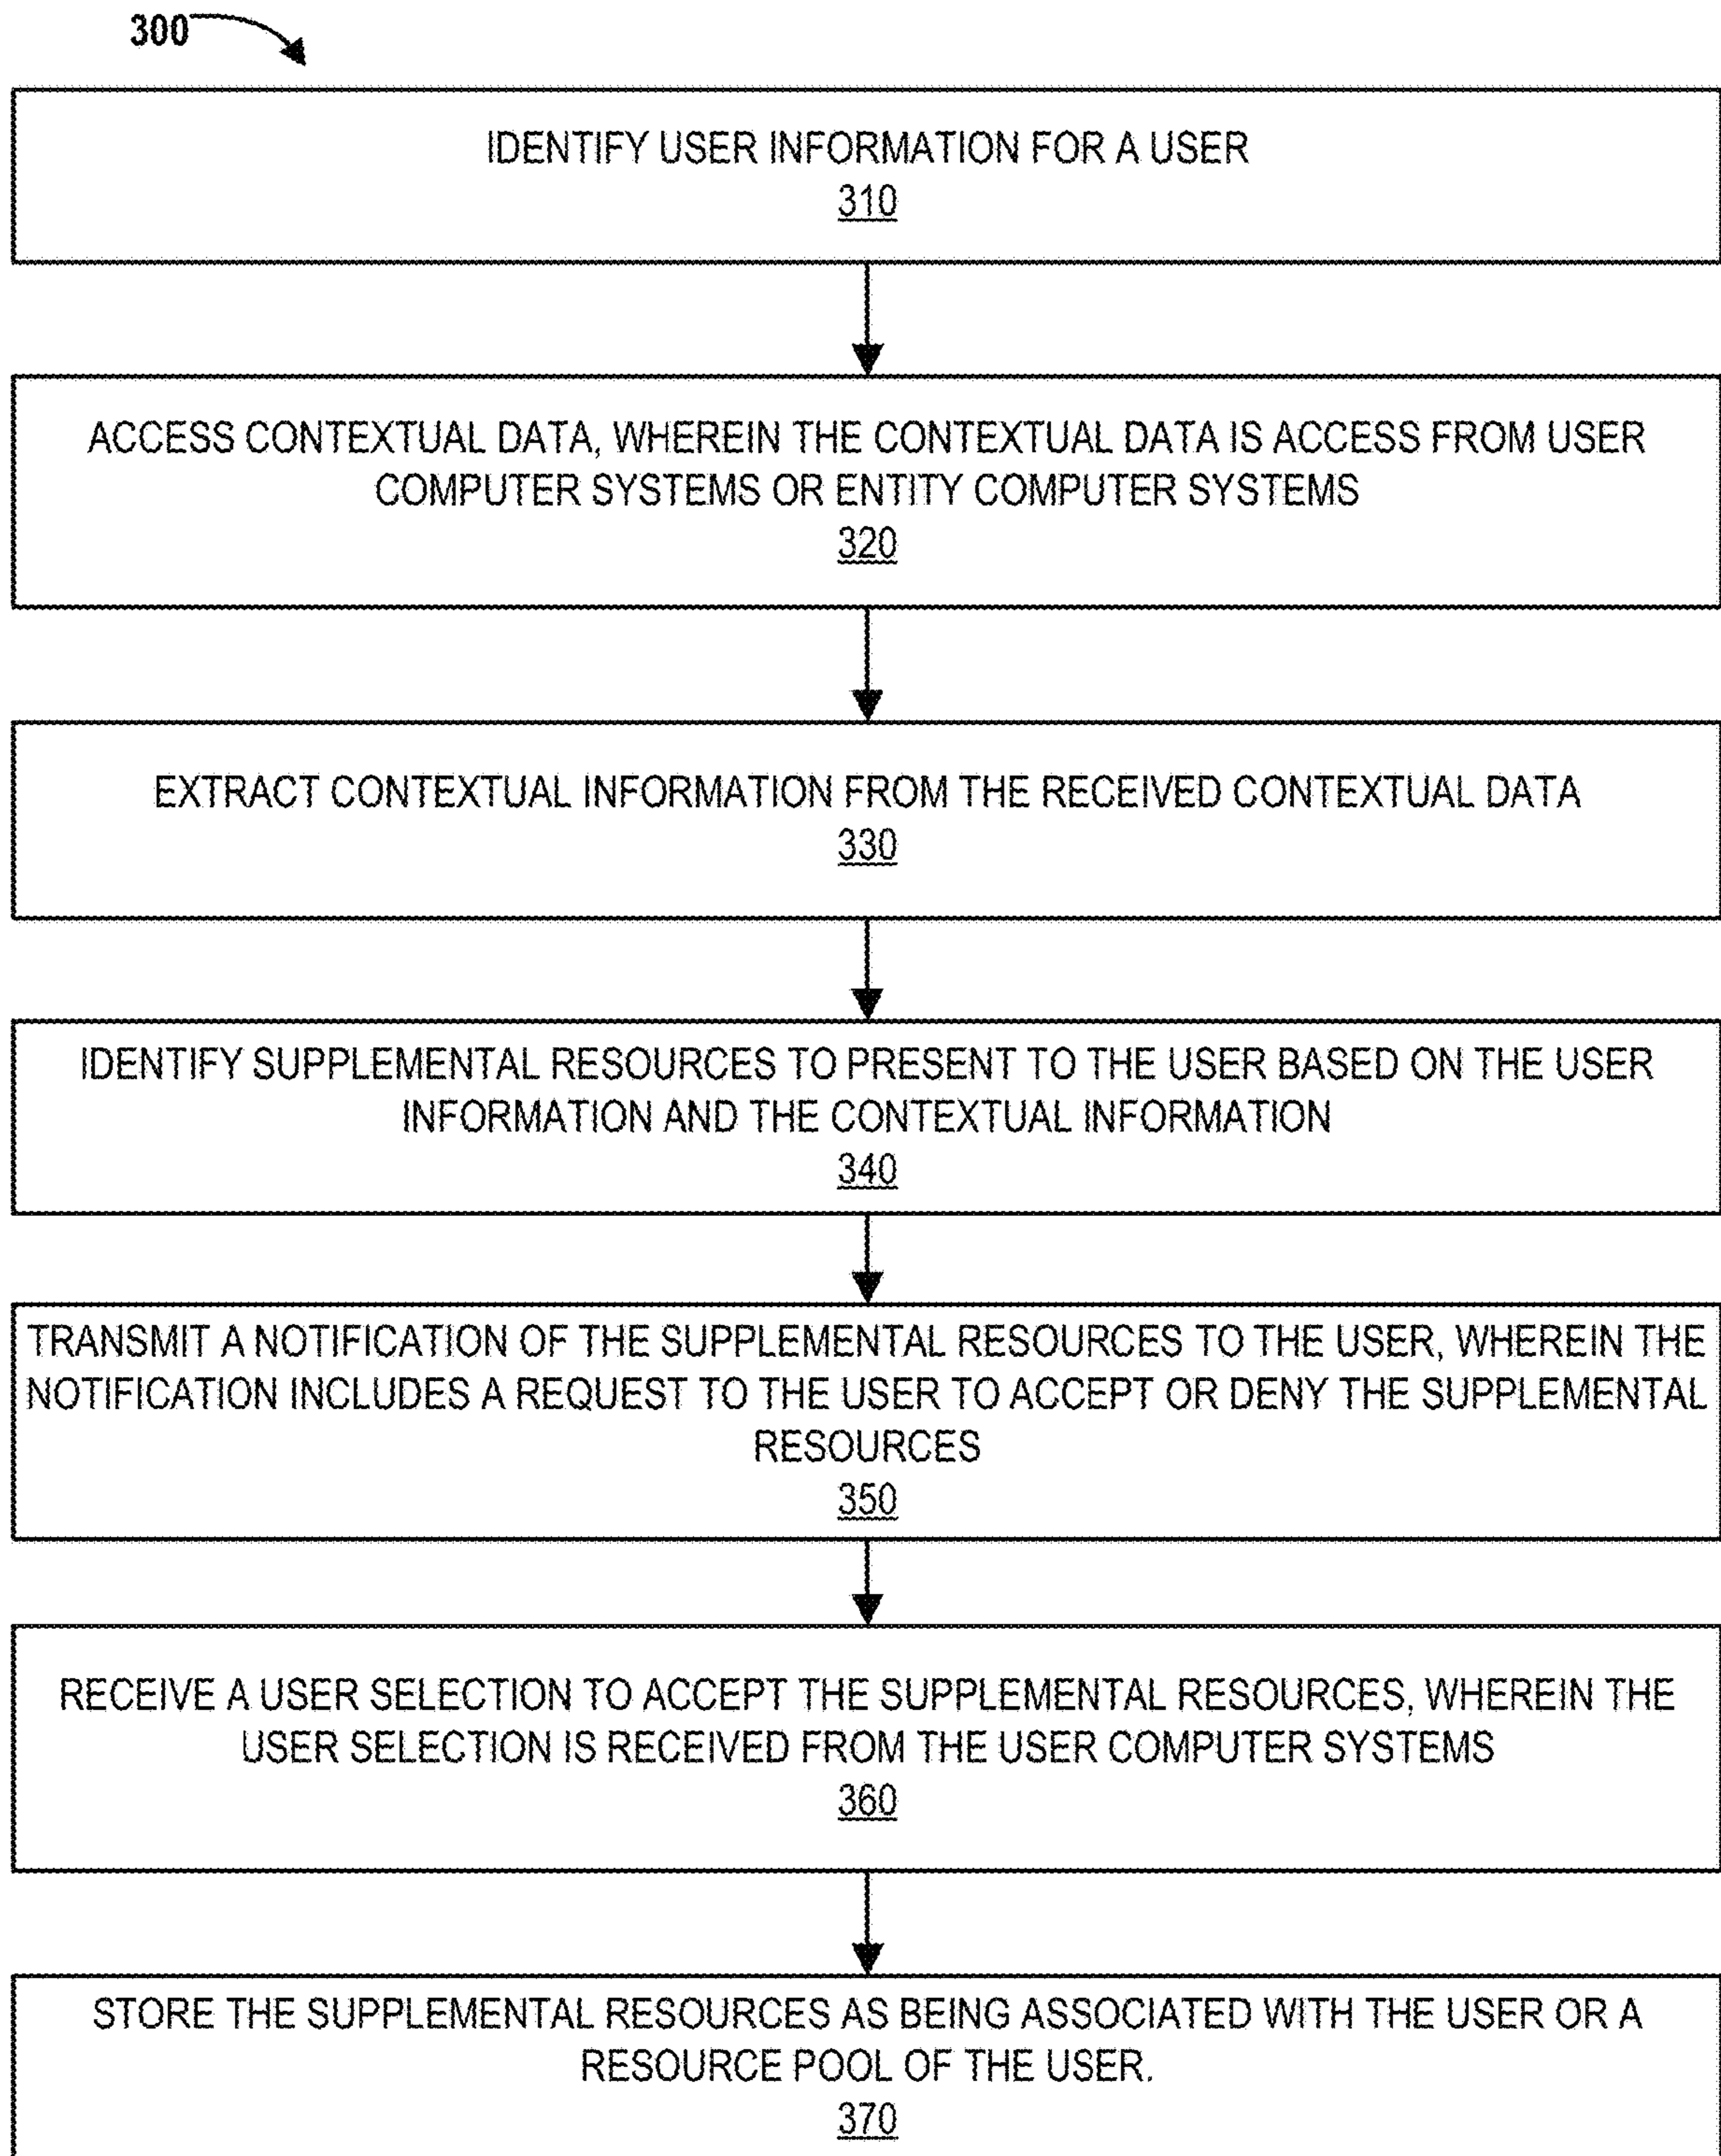 300
IDENTIFY USER INFORMATION FOR A USER
310
ACCESS CONTEXTUAL DATA, WHEREIN THE CONTEXTUAL DATA IS ACCESS FROM USER
COMPUTER SYSTEMS OR ENTITY COMPUTER SYSTEMS
320
EXTRACT CONTEXTUAL INFORMATION FROM THE RECEIVED CONTEXTUAL DATA
330
IDENTIFY SUPPLEMENTAL RESOURCES TO PRESENT TO THE USER BASED ON THE USER
INFORMATION AND THE CONTEXTUAL INFORMATION
340
TRANSMIT A NOTIFICATION OF THE SUPPLEMENTAL RESOURCES TO THE USER, WHEREIN THE
NOTIFICATION INCLUDES A REQUEST TO THE USER TO ACCEPT OR DENY THE SUPPLEMENTAL
RESOURCES
350
RECEIVE A USER SELECTION TO ACCEPT THE SUPPLEMENTAL RESOURCES, WHEREIN THE
USER SELECTION IS RECEIVED FROM THE USER COMPUTER SYSTEMS
360
STORE THE SUPPLEMENTAL RESOURCES AS BEING ASSOCIATED WITH THE USER OR A
RESOURCE POOL OF THE USER.
370